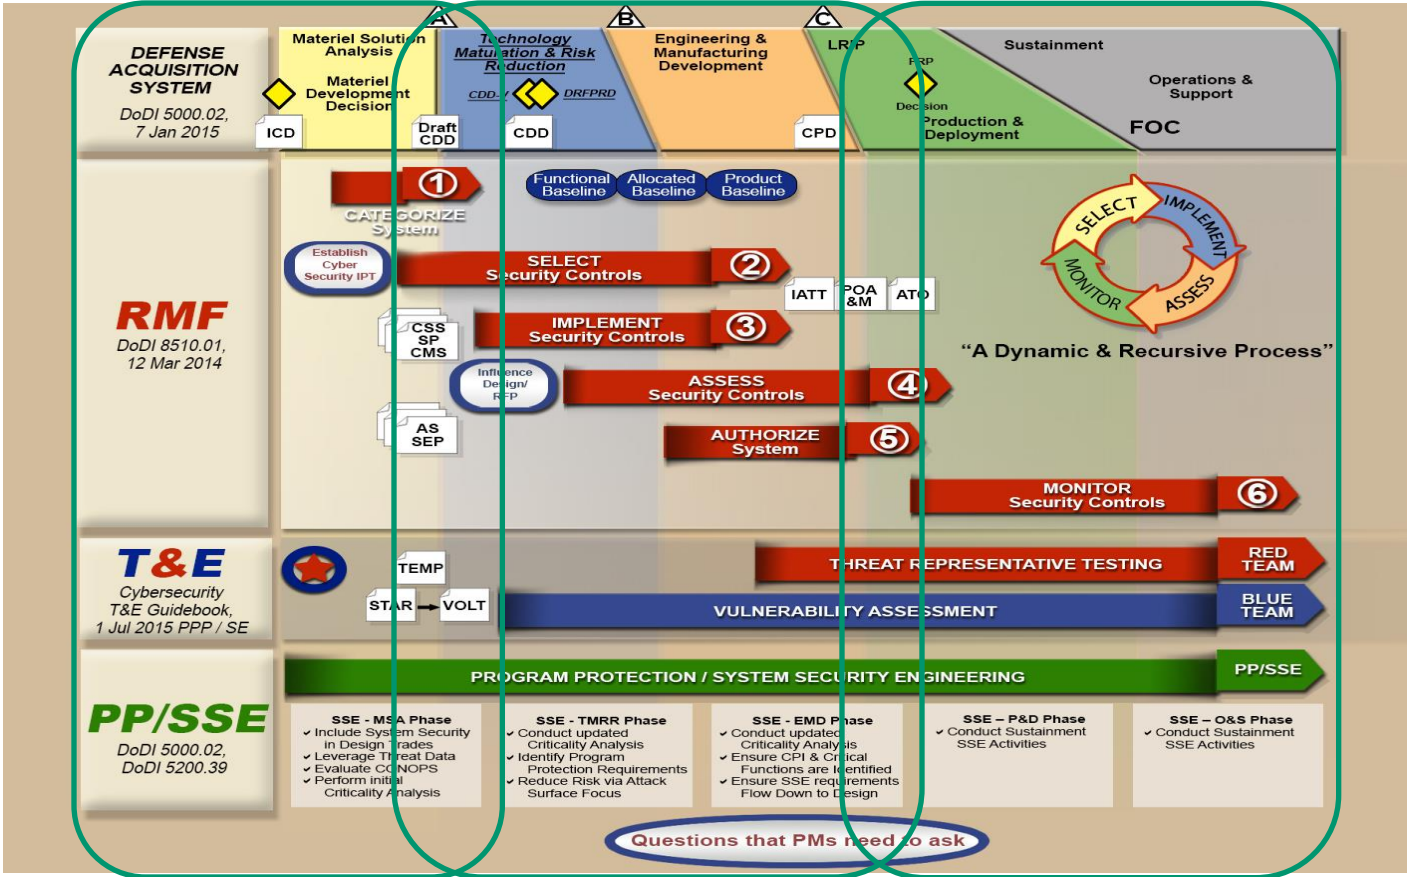 A
B
C
DEFENSE
ACQUISITION
SYSTEM
DoDI 5000.02,
7 Jan 2015
Materiel Solution
Analysis
Materiel
Development
Decision
ICD
Draft
CDD
Technology
Maturation & Risk
Reduction
CDD-V
DRFPRD
CDD
Engineering &
Manufacturing
Development
CPD
LRIP
FRP
Decision
Production &
Deployment
Sustainment
Operations &
Support
FOC
RMF
DoDI 8510.01,
12 Mar 2014
1
CATEGORIZE
System
Functional
Baseline
Allocated
Baseline
Product
Baseline
Establish
Cyber
Security IPT
SELECT
Security Controls
2
IATT
POA
&M
ATO
CSS
SP
CMS
IMPLEMENT
Security Controls
3
Influence
Design/
RFP
ASSESS
Security Controls
4
AS
SEP
AUTHORIZE
System
5
MONITOR
Security Controls
6
SELECT
IMPLEMENT
ASSESS
MONITOR
“A Dynamic & Recursive Process”
T&E
Cybersecurity
T&E Guidebook,
1 Jul 2015 PPP / SE
TEMP
STAR
VOLT
THREAT REPRESENTATIVE TESTING
RED
TEAM
VULNERABILITY ASSESSMENT
BLUE
TEAM
PP/SSE
DoDI 5000.02,
DoDI 5200.39
PROGRAM PROTECTION / SYSTEM SECURITY ENGINEERING
PP/SSE
SSE - MSA Phase
✓ Include System Security
in Design Trades
✓ Leverage Threat Data
✓ Evaluate CONOPS
✓ Perform initial
Criticality Analysis
SSE - TMRR Phase
✓ Conduct updated
Criticality Analysis
✓ Identify Program
Protection Requirements
✓ Reduce Risk via Attack
Surface Focus
SSE - EMD Phase
✓ Conduct updated
Criticality Analysis
✓ Ensure CPI & Critical
Functions are Identified
✓ Ensure SSE requirements
Flow Down to Design
SSE – P&D Phase
✓ Conduct Sustainment
SSE Activities
SSE – O&S Phase
✓ Conduct Sustainment
SSE Activities
Questions that PMs need to ask